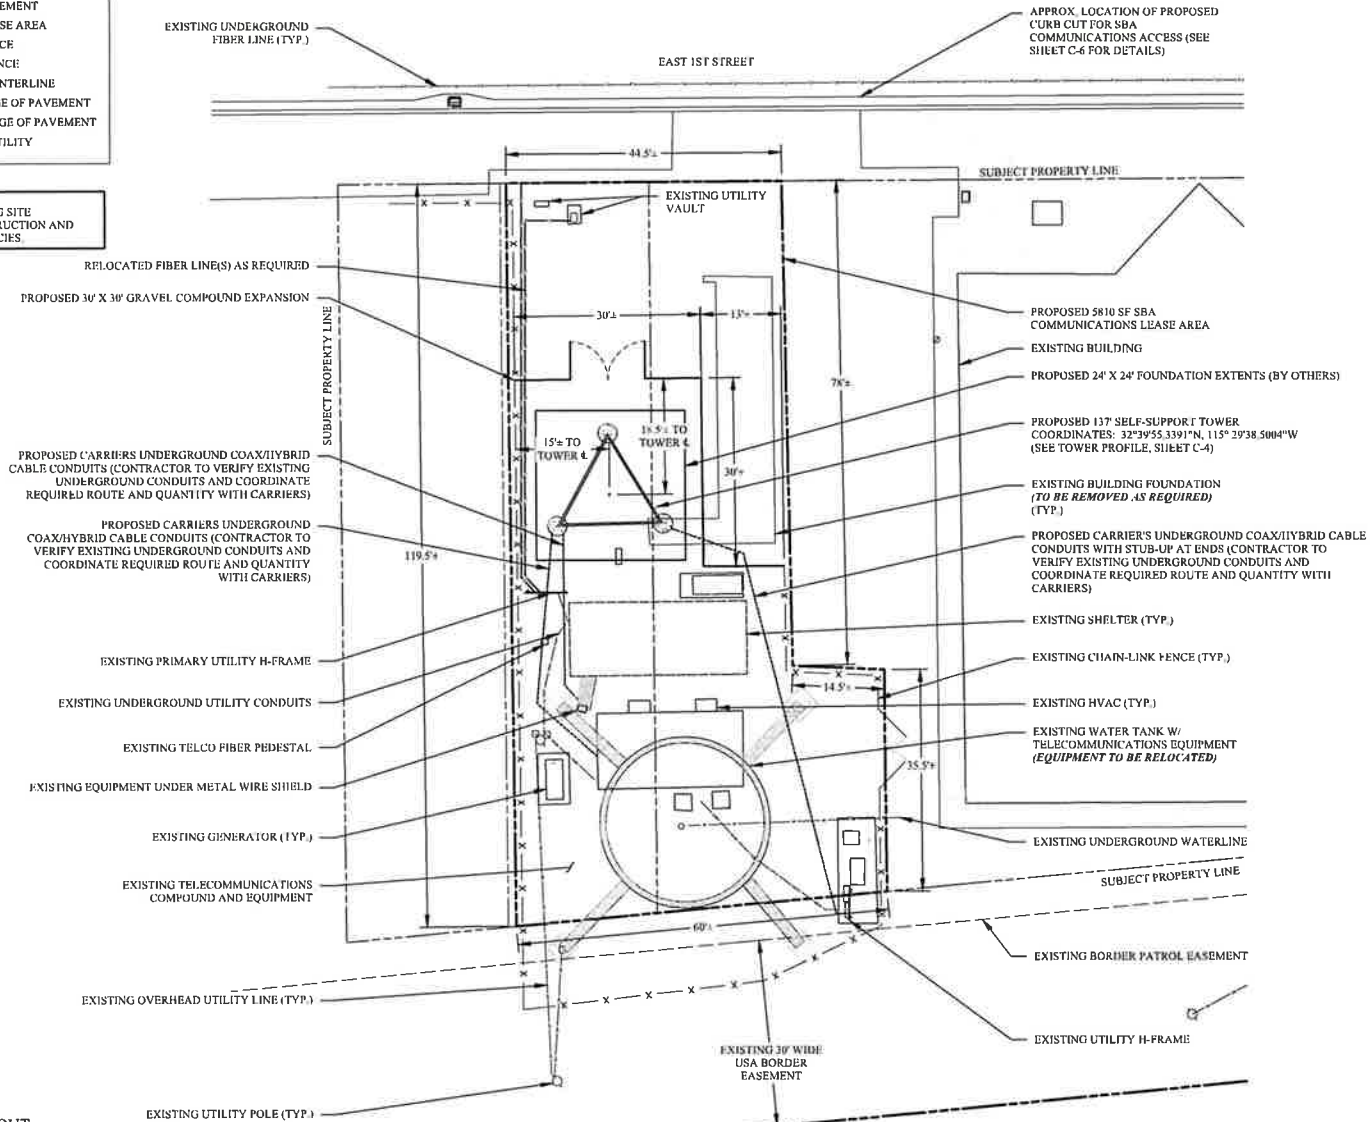 EMENT
SE AREA
CE
NCE
NTERLINE
GE OF PAVEMENT
GE OF PAVEMENT
TILITY
G SITE
RUCTION AND
CIES.
EXISTING UNDERGROUND
FIBER LINE (TYP.)
EAST 1ST STREET
APPROX. LOCATION OF PROPOSED
CURB CUT FOR SBA
COMMUNICATIONS ACCESS (SEE
SHEET C-6 FOR DETAILS)
44.5'±
SUBJECT PROPERTY LINE
EXISTING UTILITY
VAULT
RELOCATED FIBER LINE(S) AS REQUIRED
PROPOSED 30' X 30' GRAVEL COMPOUND EXPANSION
SUBJECT PROPERTY LINE
30'±
13'±
78'±
PROPOSED 5810 SF SBA
COMMUNICATIONS LEASE AREA
EXISTING BUILDING
PROPOSED 24' X 24' FOUNDATION EXTENTS (BY OTHERS)
PROPOSED 137' SELF-SUPPORT TOWER
COORDINATES: 32°39'55.3391"N, 115° 29'38.5004"W
(SEE TOWER PROFILE, SHEET C-4)
15'± TO
TOWER ℄
18.5'± TO
TOWER ℄
30'±
PROPOSED CARRIERS UNDERGROUND COAX/HYBRID
CABLE CONDUITS (CONTRACTOR TO VERIFY EXISTING
UNDERGROUND CONDUITS AND COORDINATE
REQUIRED ROUTE AND QUANTITY WITH CARRIERS)
EXISTING BUILDING FOUNDATION
(TO BE REMOVED AS REQUIRED)
(TYP.)
PROPOSED CARRIERS UNDERGROUND
COAX/HYBRID CABLE CONDUITS (CONTRACTOR TO
VERIFY EXISTING UNDERGROUND CONDUITS AND
COORDINATE REQUIRED ROUTE AND QUANTITY
WITH CARRIERS)
119.5'±
PROPOSED CARRIER'S UNDERGROUND COAX/HYBRID CABLE
CONDUITS WITH STUB-UP AT ENDS (CONTRACTOR TO
VERIFY EXISTING UNDERGROUND CONDUITS AND
COORDINATE REQUIRED ROUTE AND QUANTITY WITH
CARRIERS)
EXISTING SHELTER (TYP.)
EXISTING PRIMARY UTILITY H-FRAME
EXISTING CHAIN-LINK FENCE (TYP.)
14.5'±
EXISTING UNDERGROUND UTILITY CONDUITS
EXISTING HVAC (TYP.)
EXISTING TELCO FIBER PEDESTAL
EXISTING WATER TANK W/
TELECOMMUNICATIONS EQUIPMENT
(EQUIPMENT TO BE RELOCATED)
35.5'±
EXISTING EQUIPMENT UNDER METAL WIRE SHIELD
EXISTING GENERATOR (TYP.)
EXISTING UNDERGROUND WATERLINE
EXISTING TELECOMMUNICATIONS
COMPOUND AND EQUIPMENT
SUBJECT PROPERTY LINE
60'±
EXISTING BORDER PATROL EASEMENT
EXISTING OVERHEAD UTILITY LINE (TYP.)
EXISTING UTILITY H-FRAME
EXISTING 30' WIDE
USA BORDER
EASEMENT
EXISTING UTILITY POLE (TYP.)